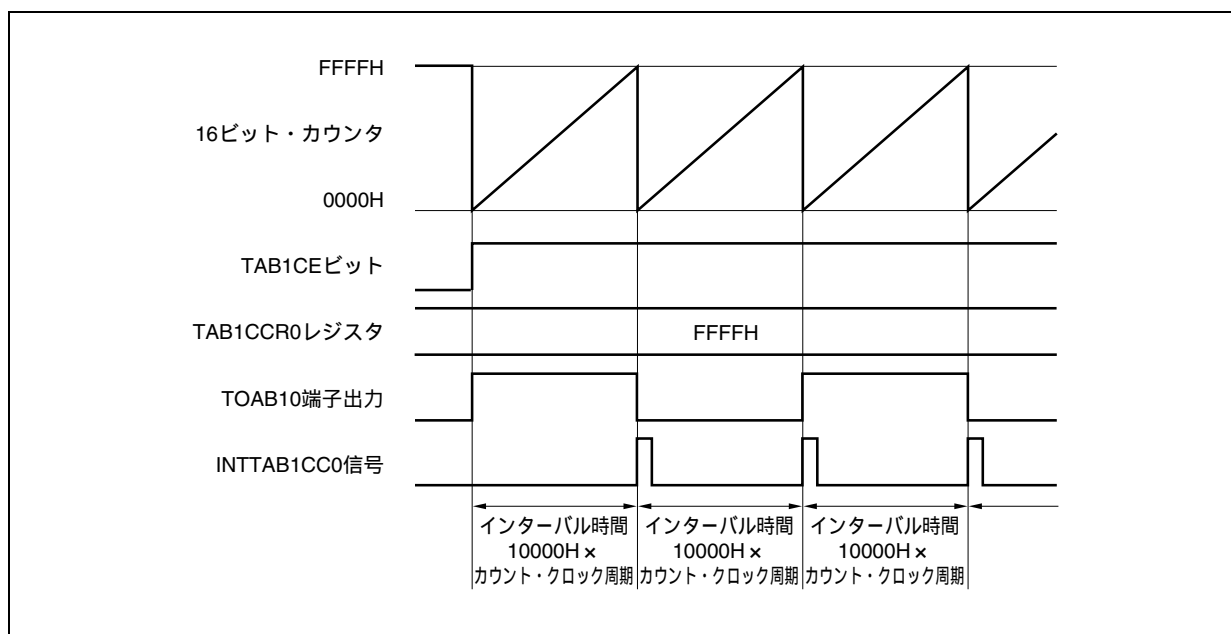 FFFFH
16ビット・カウンタ
0000H
TAB1CEビット
TAB1CCR0レジスタ
FFFFH
TOAB10端子出力
INTTAB1CC0信号
インターバル時間
10000H ×
カウント・クロック周期
インターバル時間
10000H ×
カウント・クロック周期
インターバル時間
10000H ×
カウント・クロック周期